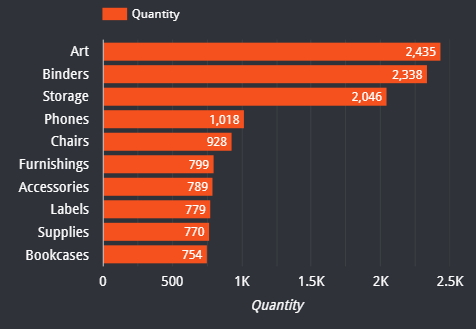 Quantity
Art 2,435
Binders 2,338
Storage 2,046
Phones 1,018
Chairs 928
Furnishings 799
Accessories 789
Labels 779
Supplies 770
Bookcases 754
0 500 1K 1.5K 2K 2.5K
Quantity